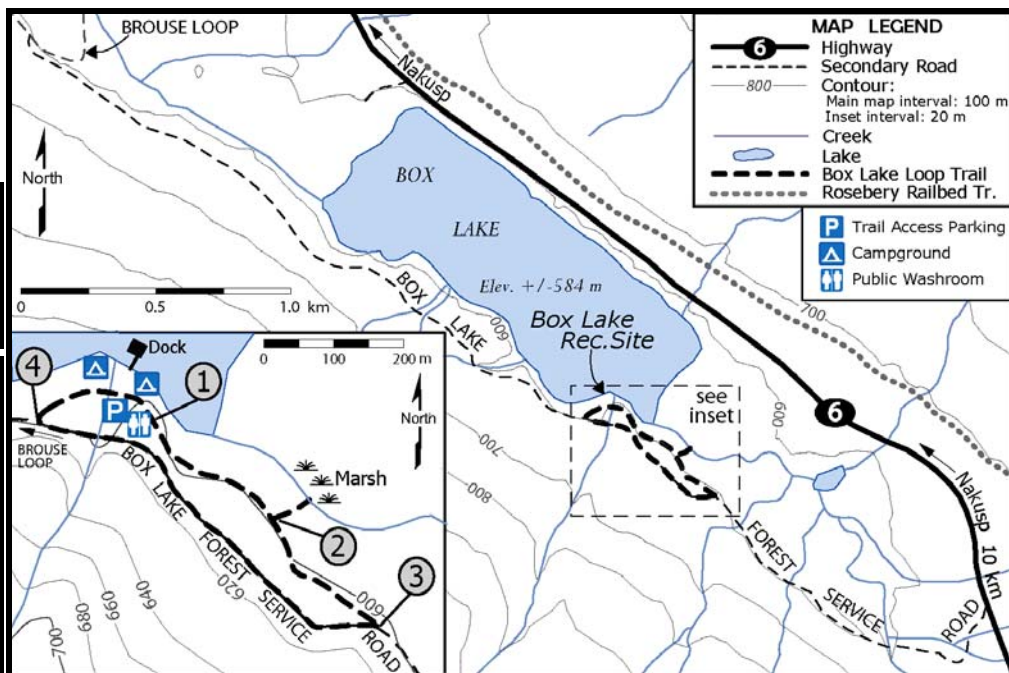 BROUSE LOOP
Nakusp
North
BOX
LAKE
Elev. +/-584 m
Box Lake
Rec.Site
0
0.5
1.0 km
BOX
LAKE
600
700
800
see
inset
700
600
6
Nakusp 10 km
FOREST
SERVICE
ROAD
MAP LEGEND
6 Highway
Secondary Road
800 Contour:
Main map interval: 100 m
Inset interval: 20 m
Creek
Lake
Box Lake Loop Trail
Rosebery Railbed Tr.
P Trail Access Parking
Campground
Public Washroom
Dock
0 100 200 m
4
1
P
North
BROUSE
LOOP
BOX
LAKE
FOREST
SERVICE
ROAD
Marsh
2
3
600
620
640
660
680
700